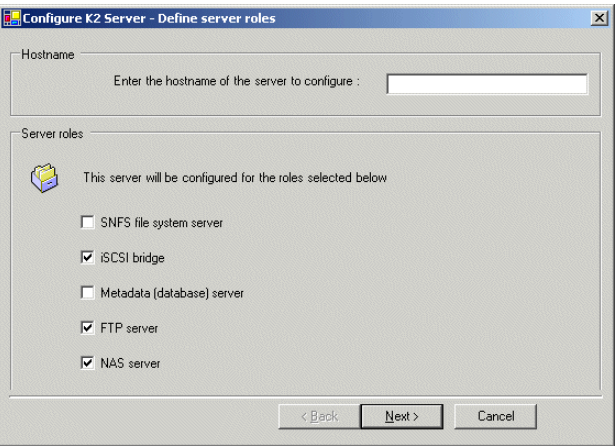 Configure K2 Server - Define server roles
Hostname
Enter the hostname of the server to configure :
Server roles
This server will be configured for the roles selected below
SNFS file system server
iSCSI bridge
Metadata (database) server
FTP server
NAS server
< Back
Next >
Cancel